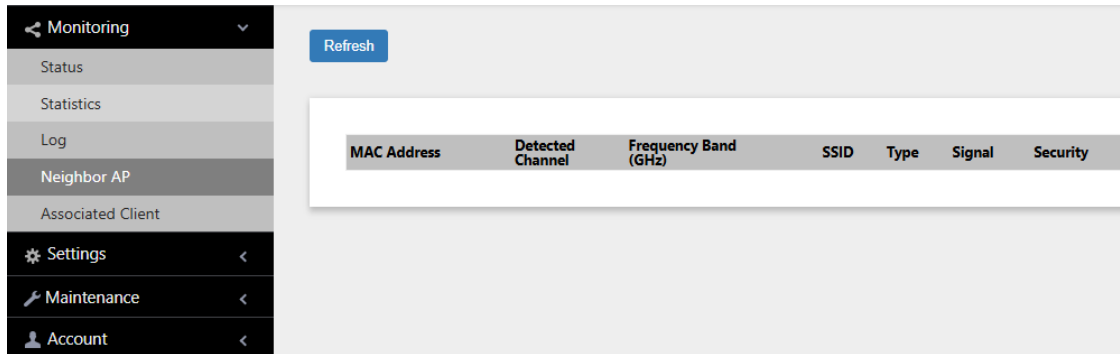 Monitoring
Status
Statistics
Log
Neighbor AP
Associated Client
Settings
Maintenance
Account
Refresh
MAC Address Detected Channel Frequency Band (GHz) SSID Type Signal Security